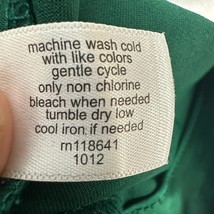 machine wash cold
with like colors
gentle cycle
only non chlorine
bleach when needed
tumble dry low
cool iron. if needed
rn118641
1012